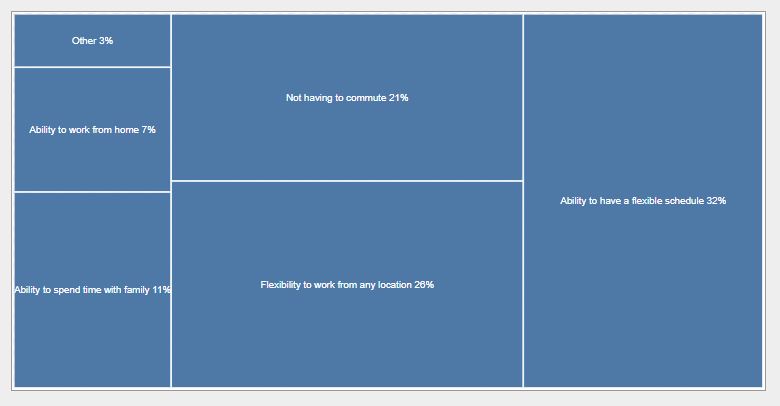 Other 3%
Ability to work from home 7%
Ability to spend time with family 11%
Not having to commute 21%
Flexibility to work from any location 26%
Ability to have a flexible schedule 32%